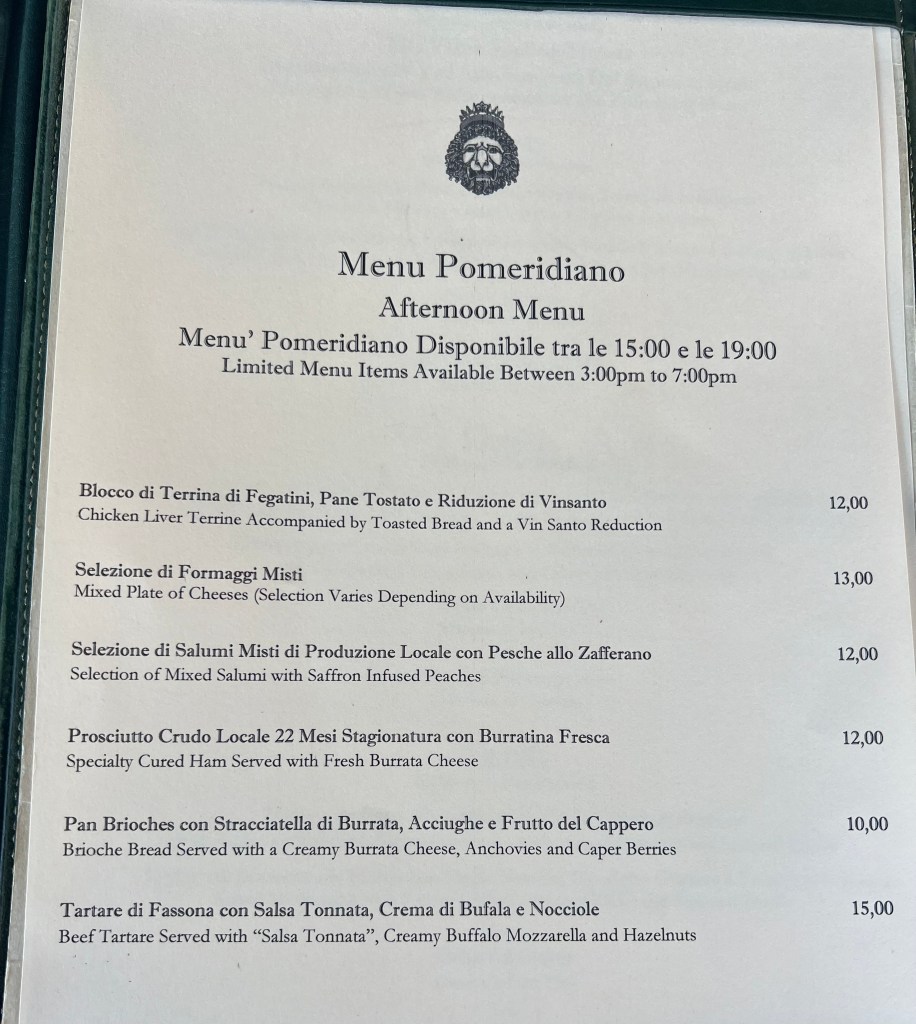 Menu Pomeridiano
Afternoon Menu
Menu’ Pomeridiano Disponibile tra le 15:00 e le 19:00
Limited Menu Items Available Between 3:00pm to 7:00pm
Blocco di Terrina di Fegatini, Pane Tostato e Riduzione di Vinsanto 12,00
Chicken Liver Terrine Accompanied by Toasted Bread and a Vin Santo Reduction
Selezione di Formaggi Misti 13,00
Mixed Plate of Cheeses (Selection Varies Depending on Availability)
Selezione di Salumi Misti di Produzione Locale con Pesche allo Zafferano 12,00
Selection of Mixed Salumi with Saffron Infused Peaches
Prosciutto Crudo Locale 22 Mesi Stagionatura con Burratina Fresca 12,00
Specialty Cured Ham Served with Fresh Burrata Cheese
Pan Brioches con Stracciatella di Burrata, Acciughe e Frutto del Cappero 10,00
Brioche Bread Served with a Creamy Burrata Cheese, Anchovies and Caper Berries
Tartare di Fassona con Salsa Tonnata, Crema di Bufala e Nocciole 15,00
Beef Tartare Served with “Salsa Tonnata”, Creamy Buffalo Mozzarella and Hazelnuts